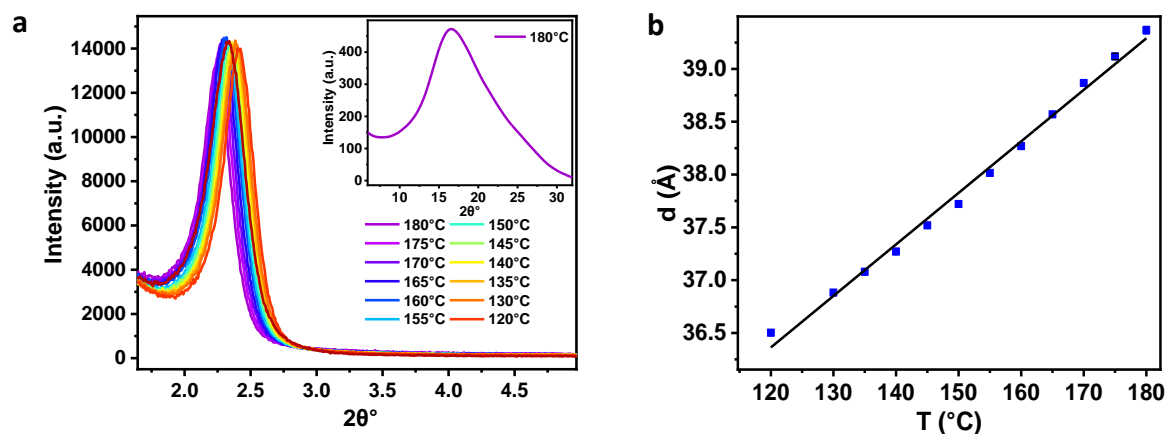 a
Intensity (a.u.)
14000
12000
10000
8000
6000
4000
2000
0
2.0 2.5 3.0 3.5 4.0 4.5
2θ°
Intensity (a.u.)
400
300
200
100
0
10 15 20 25 30
2θ°
180°C
180°C 150°C
175°C 145°C
170°C 140°C
165°C 135°C
160°C 130°C
155°C 120°C
b
d (Å)
39.0
38.5
38.0
37.5
37.0
36.5
120 130 140 150 160 170 180
T (°C)